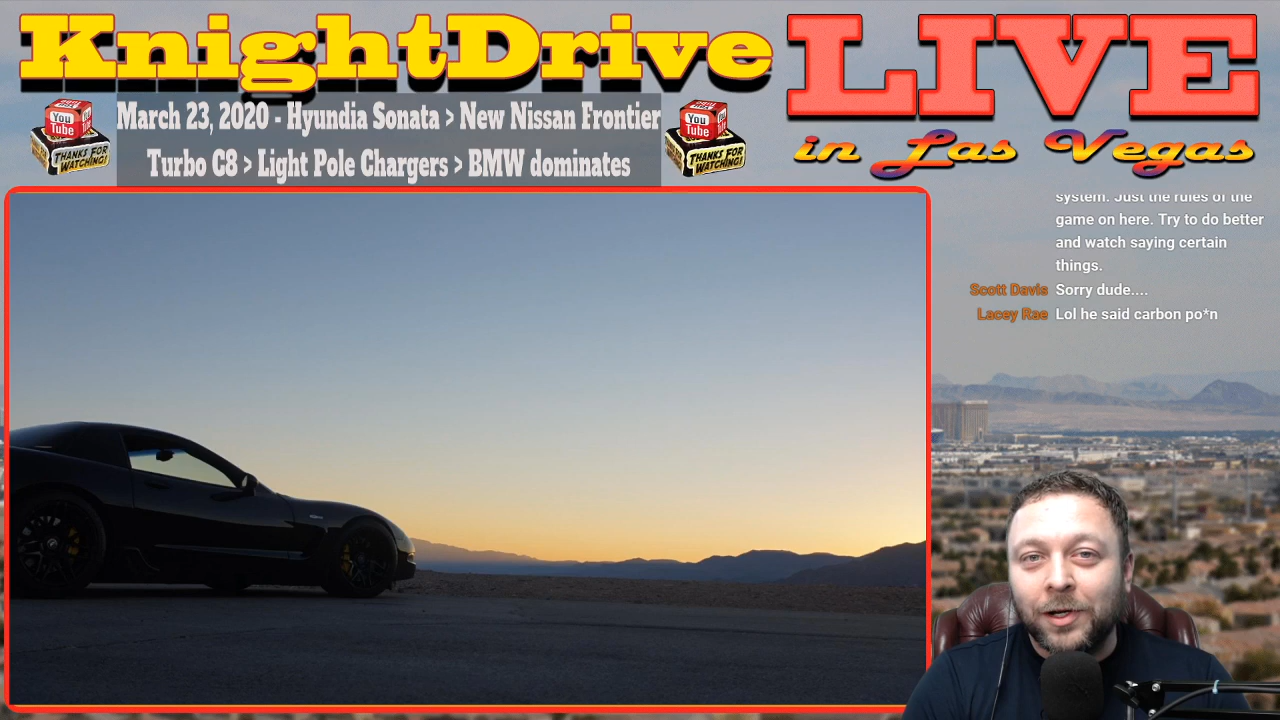 KnightDrive
LIVE
in Las Vegas
March 23, 2020 - Hyundia Sonata > New Nissan Frontier
Turbo C8 > Light Pole Chargers > BMW dominates
You
Tube
THANKS FOR
WATCHING!
You
Tube
THANKS FOR
WATCHING!
system. Just the rules of the
game on here. Try to do better
and watch saying certain
things.
Scott Davis Sorry dude....
Lacey Rae Lol he said carbon po*n